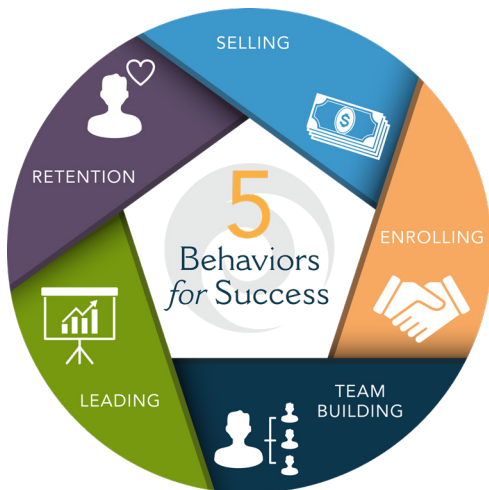 SELLING
ENROLLING
TEAM
BUILDING
LEADING
RETENTION
5
Behaviors
for Success
$